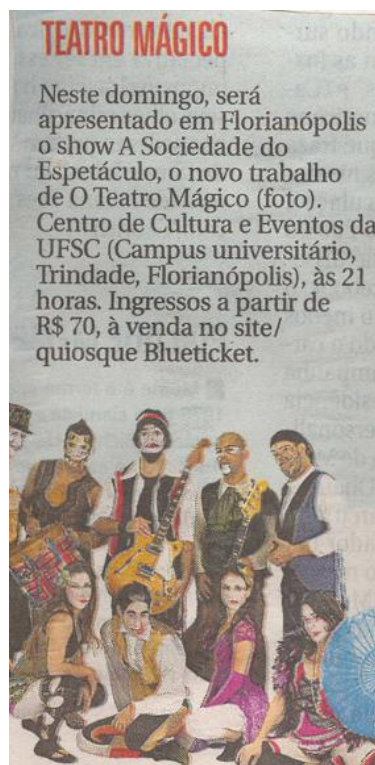 TEATRO MÁGICO
Neste domingo, será
apresentado em Florianópolis
o show A Sociedade do
Espetáculo, o novo trabalho
de O Teatro Mágico (foto).
Centro de Cultura e Eventos da
UFSC (Campus universitário,
Trindade, Florianópolis), às 21
horas. Ingressos a partir de
R$ 70, à venda no site/
quiosque Blueticket.